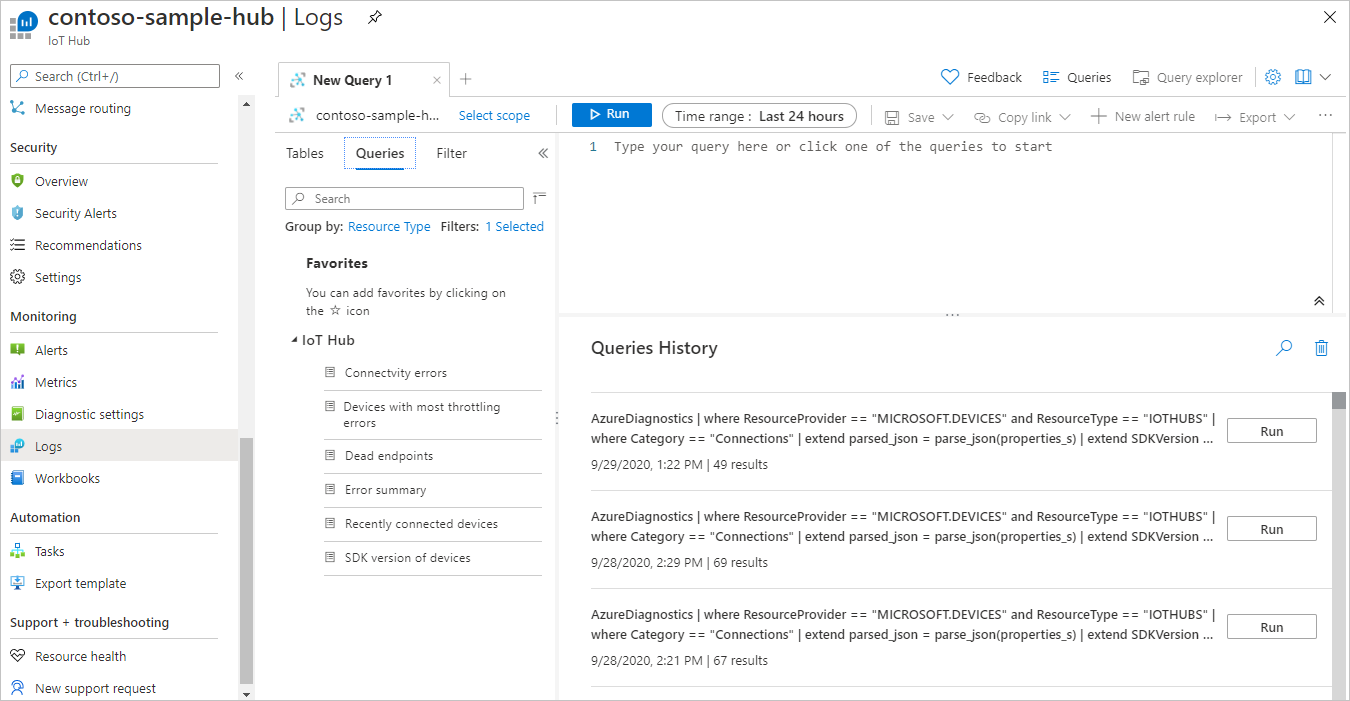 contoso-sample-hub | Logs
IoT Hub
Search (Ctrl+/)
Message routing
Security
Overview
Security Alerts
Recommendations
Settings
Monitoring
Alerts
Metrics
Diagnostic settings
Logs
Workbooks
Automation
Tasks
Export template
Support + troubleshooting
Resource health
New support request
New Query 1
Feedback
Queries
Query explorer
contoso-sample-h...
Select scope
Run
Time range : Last 24 hours
Save
Copy link
New alert rule
Export
Tables
Queries
Filter
Search
Group by: Resource Type Filters: 1 Selected
Favorites
You can add favorites by clicking on
the ☆ icon
IoT Hub
Connectvity errors
Devices with most throttling
errors
Dead endpoints
Error summary
Recently connected devices
SDK version of devices
1 Type your query here or click one of the queries to start
Queries History
AzureDiagnostics | where ResourceProvider == "MICROSOFT.DEVICES" and ResourceType == "IOTHUBS" |
where Category == "Connections" | extend parsed_json = parse_json(properties_s) | extend SDKVersion ...
9/29/2020, 1:22 PM | 49 results
Run
AzureDiagnostics | where ResourceProvider == "MICROSOFT.DEVICES" and ResourceType == "IOTHUBS" |
where Category == "Connections" | extend parsed_json = parse_json(properties_s) | extend SDKVersion ...
9/28/2020, 2:29 PM | 69 results
Run
AzureDiagnostics | where ResourceProvider == "MICROSOFT.DEVICES" and ResourceType == "IOTHUBS" |
where Category == "Connections" | extend parsed_json = parse_json(properties_s) | extend SDKVersion ...
9/28/2020, 2:21 PM | 67 results
Run